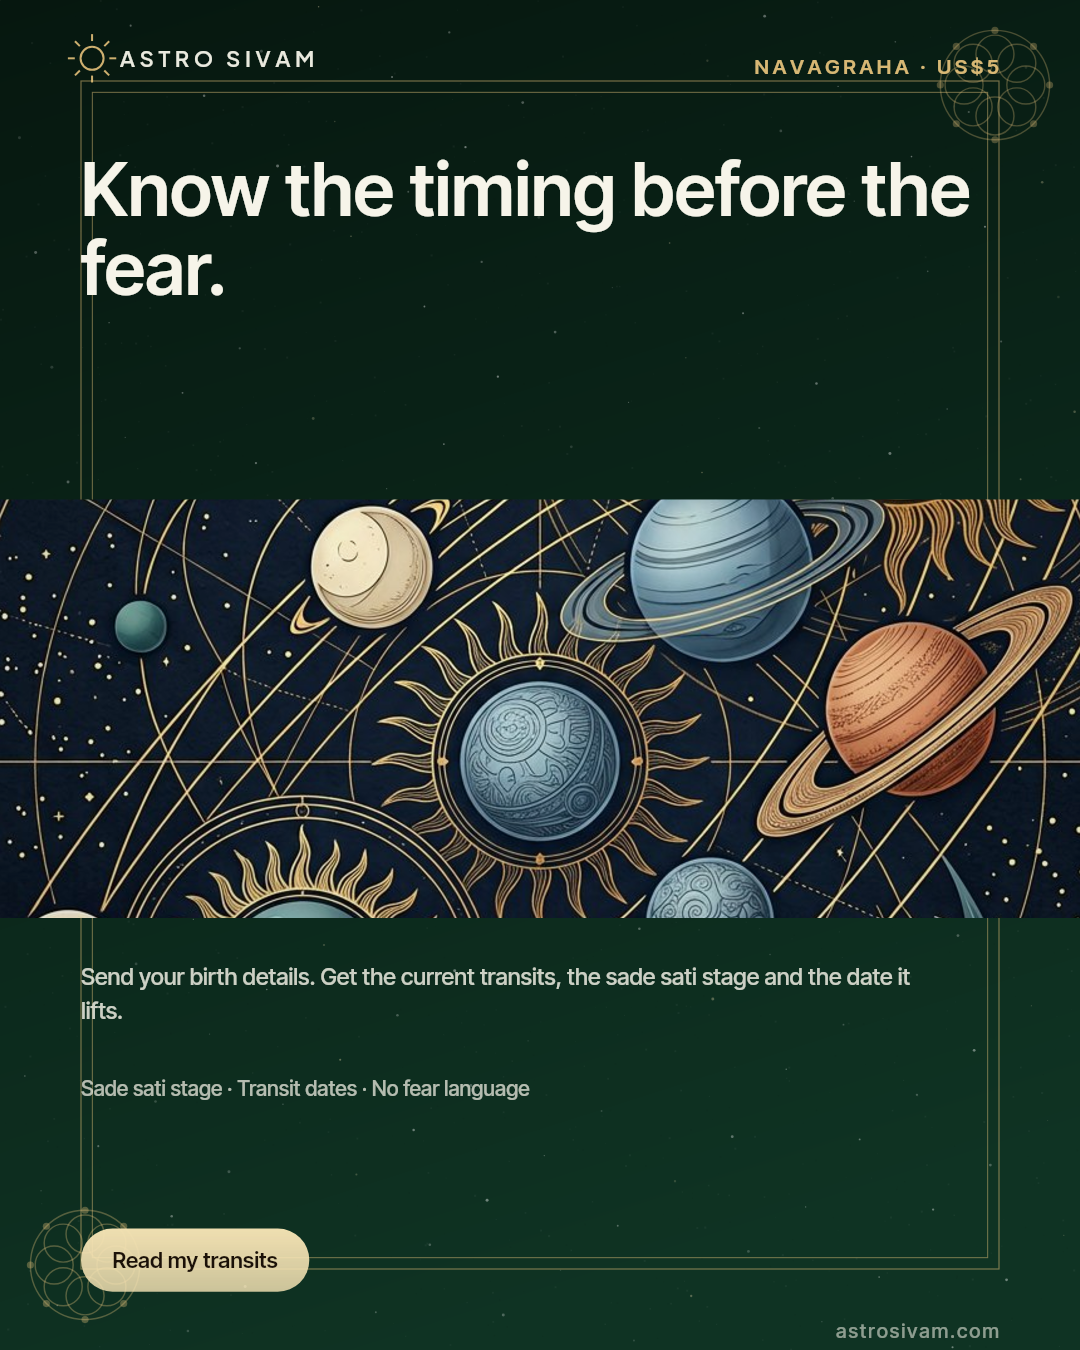 ASTRO SIVAM
NAVAGRAHA · US$5
Know the timing before the
fear.
Send your birth details. Get the current transits, the sade sati stage and the date it
lifts.
Sade sati stage · Transit dates · No fear language
Read my transits
astrosivam.com